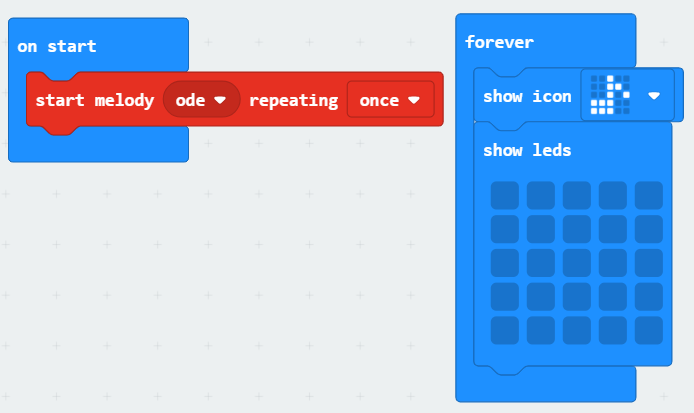 on start
start melody ode repeating once
forever
show icon
show leds